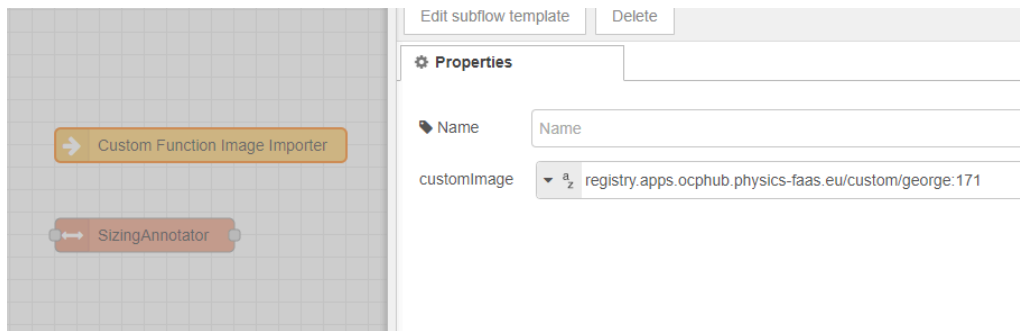 Edit subflow template
Delete
Properties
Custom Function Image Importer
Name
Name
customImage
a
z
registry.apps.ocphub.physics-faas.eu/custom/george:171
SizingAnnotator